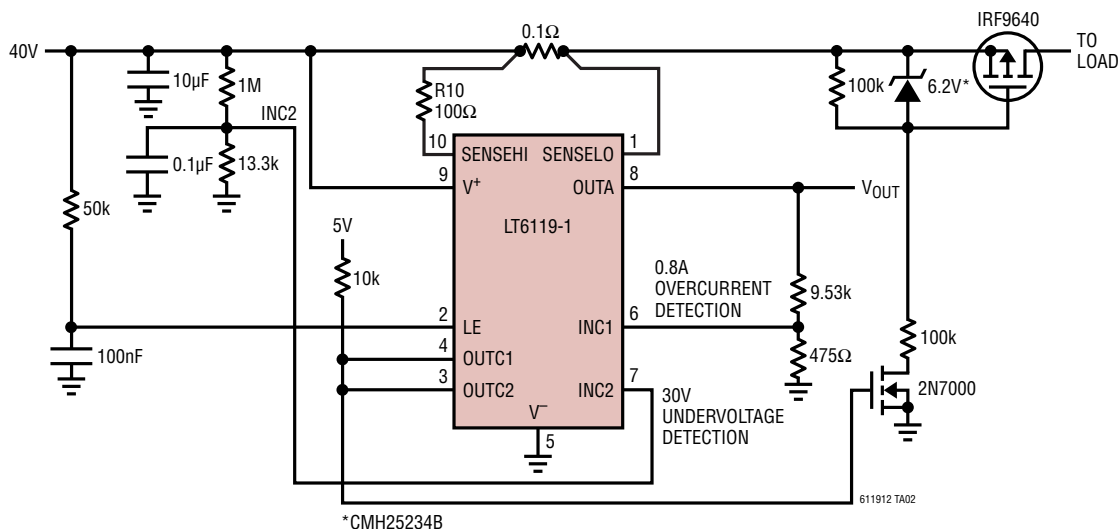 IRF9640
TO
LOAD
0.1Ω
40V
10µF
1M
R10
100Ω
100k
6.2V*
INC2
10
1
SENSEHI
SENSELO
0.1µF
13.3k
9
V+
8
OUTA
VOUT
50k
LT6119-1
5V
10k
0.8A
OVERCURRENT
DETECTION
9.53k
2
LE
INC1
6
100k
100nF
4
OUTC1
475Ω
3
OUTC2
INC2
7
2N7000
V–
5
30V
UNDERVOLTAGE
DETECTION
611912 TA02
*CMH25234B